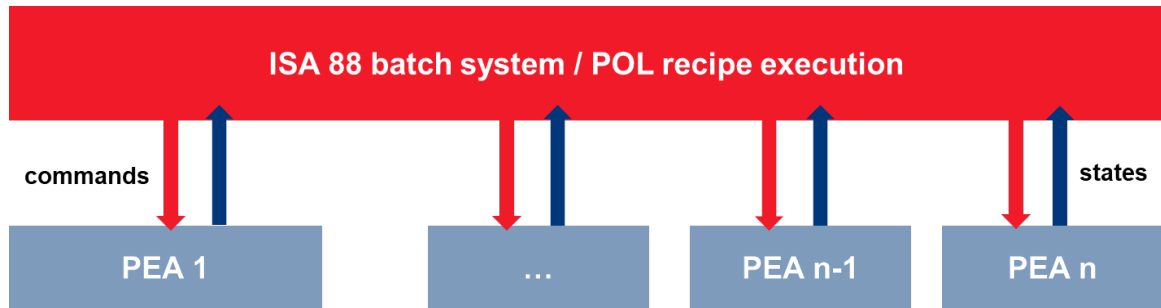 ISA 88 batch system / POL recipe execution
commands
states
PEA 1
...
PEA n-1
PEA n